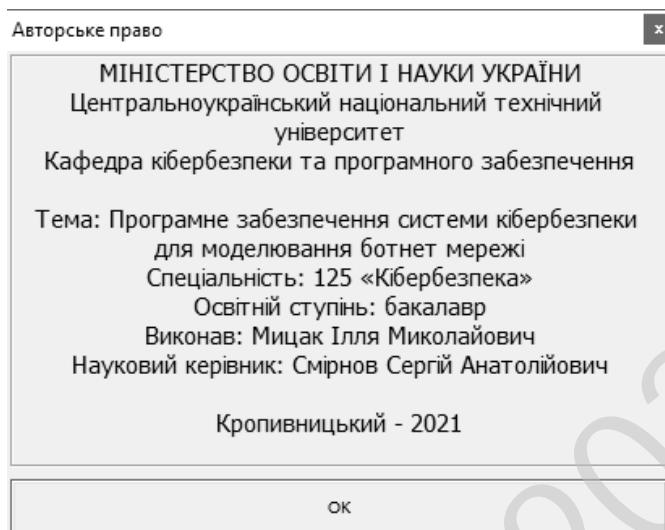 Авторське право
x
МІНІСТЕРСТВО ОСВІТИ І НАУКИ УКРАЇНИ
Центральноукраїнський національний технічний
університет
Кафедра кібербезпеки та програмного забезпечення
Тема: Програмне забезпечення системи кібербезпеки
для моделювання ботнет мережі
Спеціальність: 125 «Кібербезпека»
Освітній ступінь: бакалавр
Виконав: Мицак Ілля Миколайович
Науковий керівник: Смірнов Сергій Анатолійович
Кропивницький - 2021
ОК